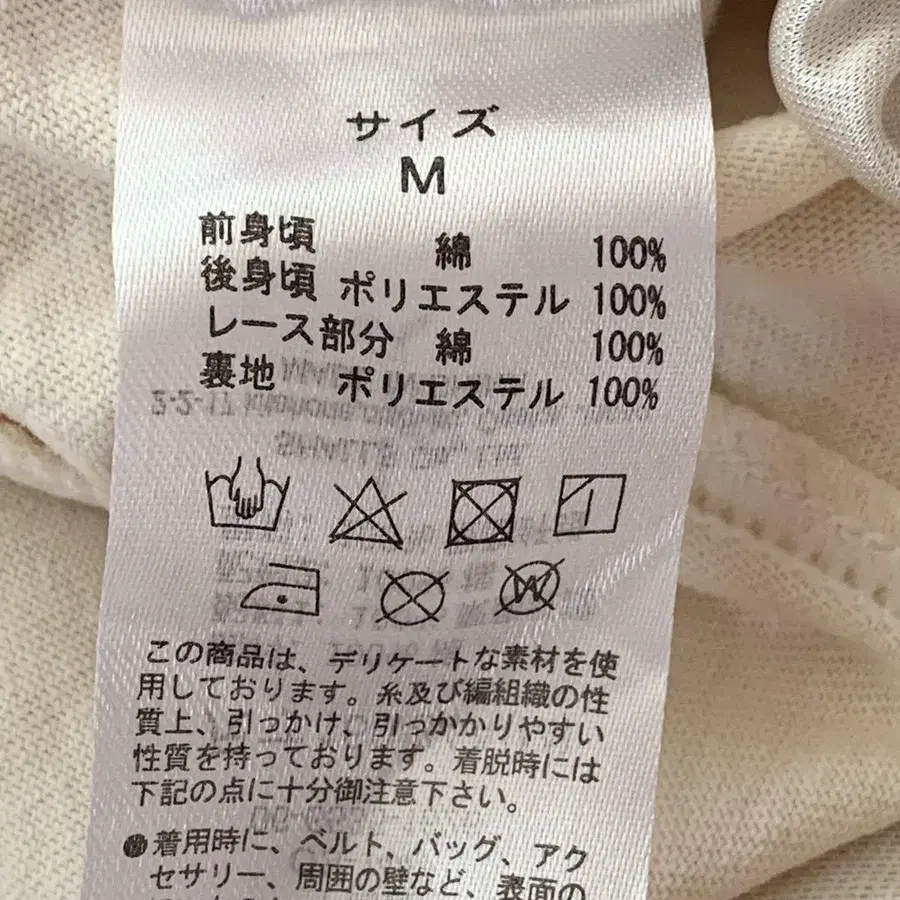 サイズ
M
前身頃 綿 100%
後身頃 ポリエステル 100%
レース部分 綿 100%
裏地 ポリエステル 100%
この商品は、デリケートな素材を使
用しております。糸及び編組織の性
質上、引っかけ、引っかかりやすい
性質を持っております。着脱時には
下記の点に十分御注意下さい。
●着用時に、ベルト、バッグ、アク
セサリー、周囲の壁など、表面の